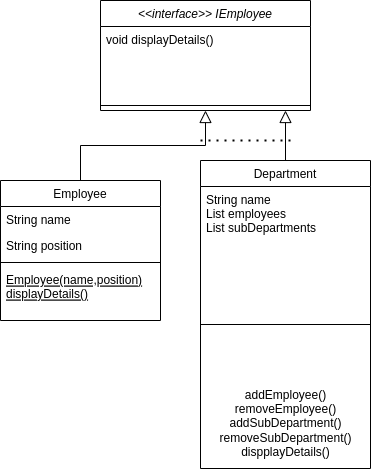 <<interface>> IEmployee
void displayDetails()
Employee
String name
String position
Employee(name,position)
displayDetails()
Department
String name
List employees
List subDepartments
addEmployee()
removeEmployee()
addSubDepartment()
removeSubDepartment()
dispplayDetails()